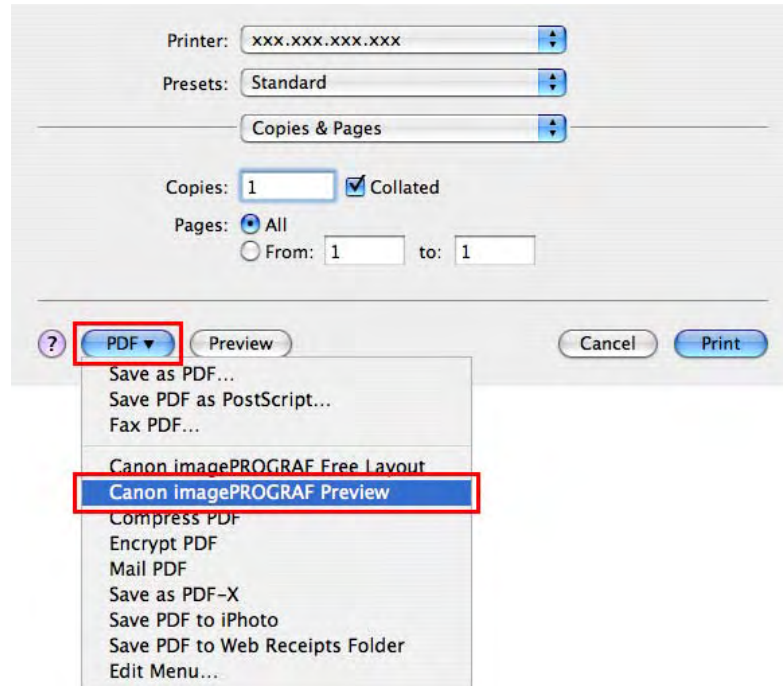 Printer: xxx.xxx.xxx.xxx
Presets: Standard
Copies & Pages
Copies: 1 Collated
Pages: All
From: 1 to: 1
? PDF ▼ Preview Cancel Print
Save as PDF...
Save PDF as PostScript...
Fax PDF...
Canon imagePROGRAF Free Layout
Canon imagePROGRAF Preview
Compress PDF
Encrypt PDF
Mail PDF
Save as PDF-X
Save PDF to iPhoto
Save PDF to Web Receipts Folder
Edit Menu...